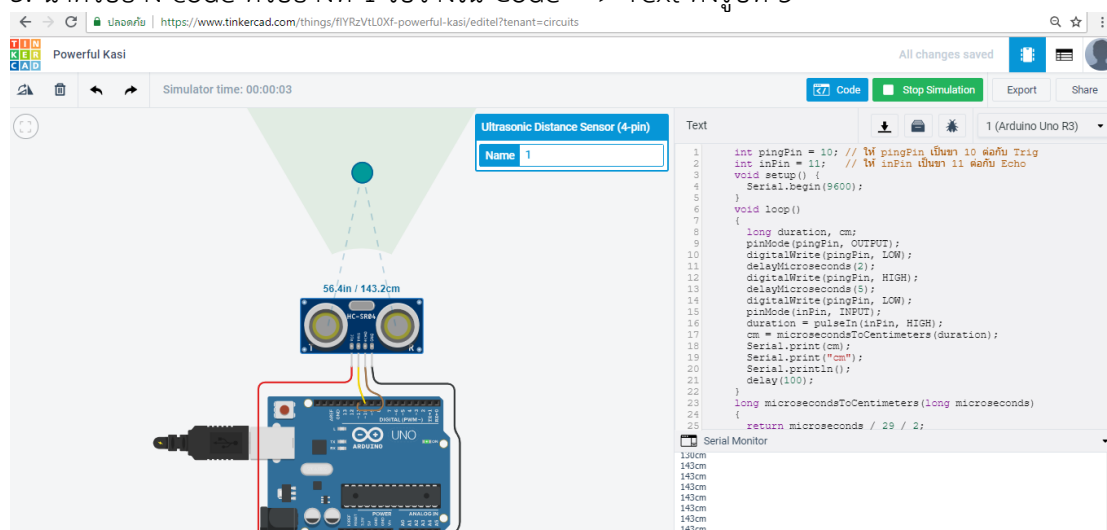 ← → C ปลอดภัย | https://www.tinkercad.com/things/flYRzVtL0Xf-powerful-kasi/editel?tenant=circuits
TIN
KER
CAD
Powerful Kasi
All changes saved
Simulator time: 00:00:03
Code
Stop Simulation
Export
Share
Ultrasonic Distance Sensor (4-pin)
Name 1
56.4in / 143.2cm
HC-SR04
T
R
DIGITAL (PWM~)
UNO
ARDUINO
POWER
ANALOG IN
Text
1 (Arduino Uno R3)
1 int pingPin = 10; // ให้ pingPin เป็นขา 10 ต่อกับ Trig
2 int inPin = 11; // ให้ inPin เป็นขา 11 ต่อกับ Echo
3 void setup() {
4 Serial.begin(9600);
5 }
6 void loop()
7 {
8 long duration, cm;
9 pinMode(pingPin, OUTPUT);
10 digitalWrite(pingPin, LOW);
11 delayMicroseconds(2);
12 digitalWrite(pingPin, HIGH);
13 delayMicroseconds(5);
14 digitalWrite(pingPin, LOW);
15 pinMode(inPin, INPUT);
16 duration = pulseIn(inPin, HIGH);
17 cm = microsecondsToCentimeters(duration);
18 Serial.print(cm);
19 Serial.print("cm");
20 Serial.println();
21 delay(100);
22 }
23 long microsecondsToCentimeters(long microseconds)
24 {
25 return microseconds / 29 / 2;
Serial Monitor
130cm
143cm
143cm
143cm
143cm
143cm
143cm
143cm